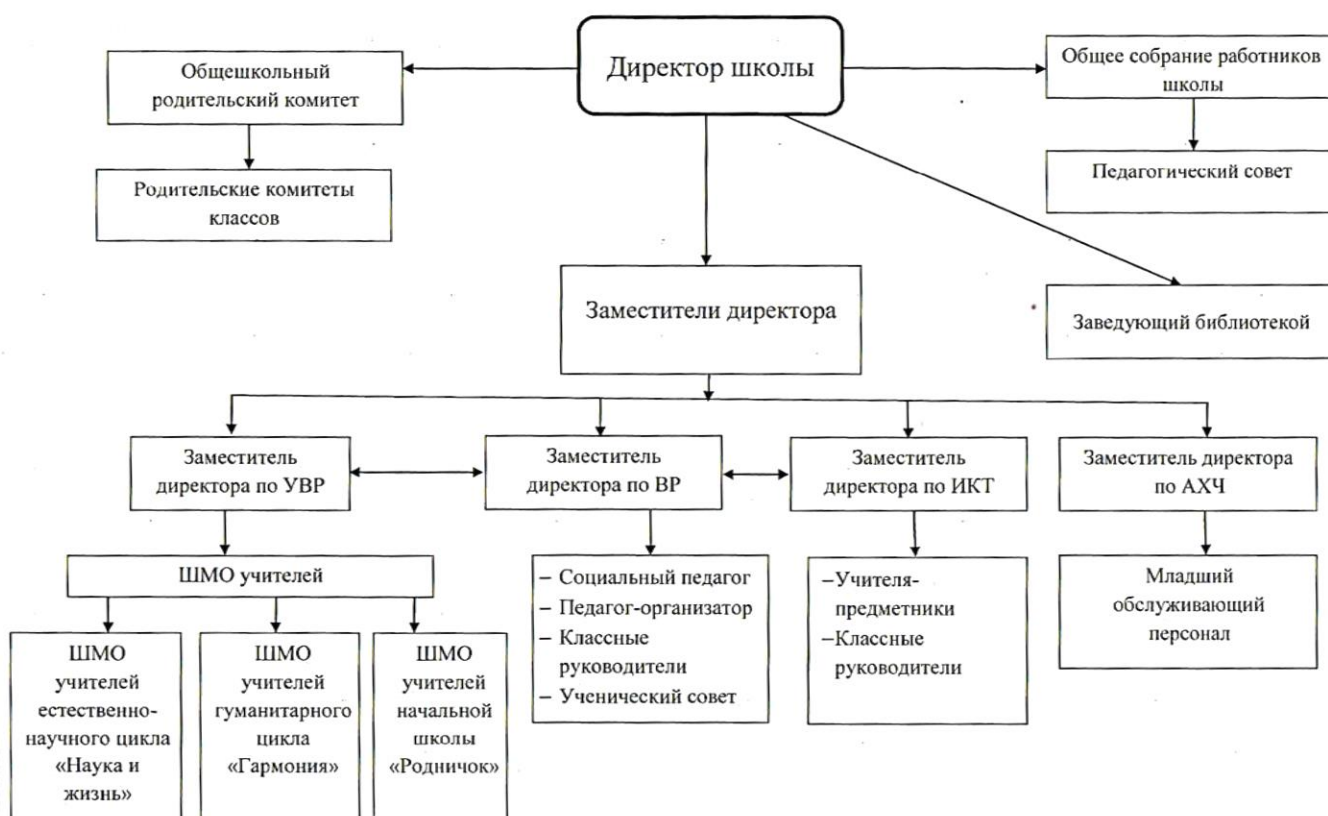 Директор школы
Общешкольный
родительский комитет
Общее собрание работников
школы
Родительские комитеты
классов
Педагогический совет
Заместители директора
Заведующий библиотекой
Заместитель
директора по УВР
Заместитель
директора по ВР
Заместитель
директора по ИКТ
Заместитель директора
по АХЧ
ШМО учителей
ШМО
учителей
естественно-
научного цикла
«Наука и
жизнь»
ШМО
учителей
гуманитарного
цикла
«Гармония»
ШМО
учителей
начальной
школы
«Родничок»
– Социальный педагог
– Педагог-организатор
– Классные
руководители
– Ученический совет
–Учителя-
предметники
–Классные
руководители
Младший
обслуживающий
персонал